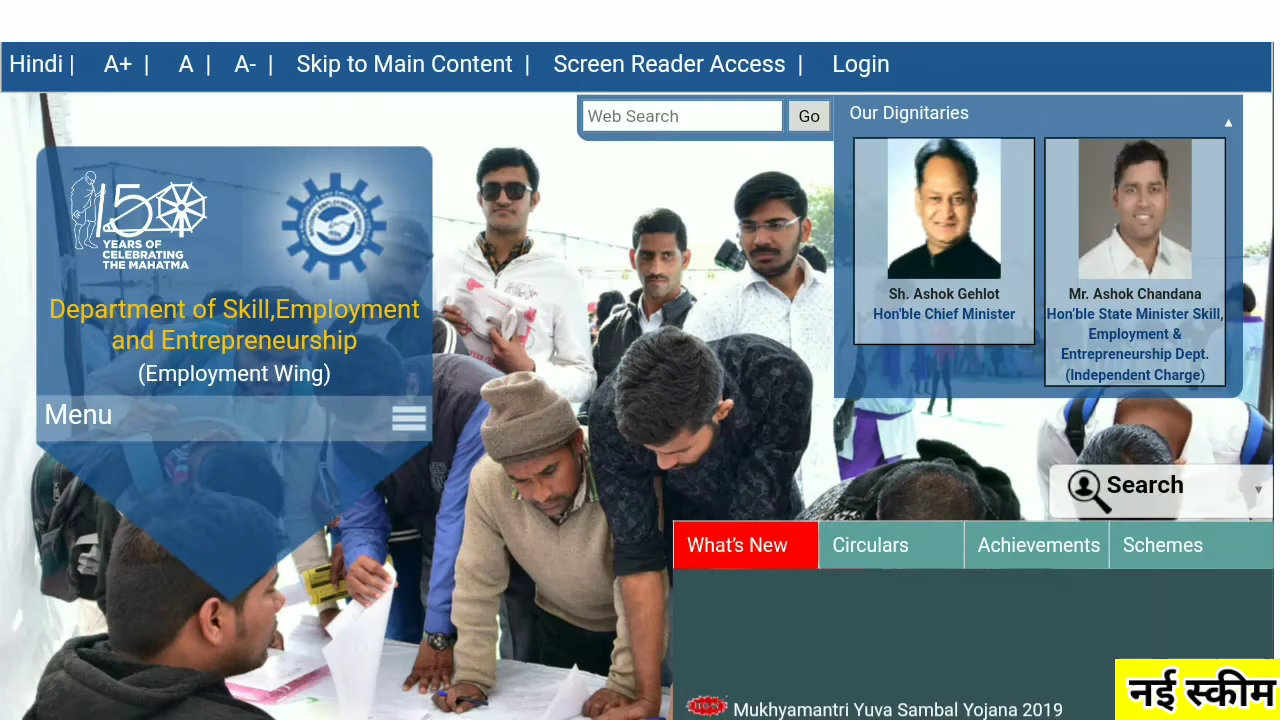 Hindi | A+ | A | A- | Skip to Main Content | Screen Reader Access | Login
Web Search Go
Our Dignitaries
▲
150
YEARS OF
CELEBRATING
THE MAHATMA
Department of Skill,Employment
and Entrepreneurship
(Employment Wing)
Menu
Sh. Ashok Gehlot
Hon'ble Chief Minister
Mr. Ashok Chandana
Hon’ble State Minister Skill,
Employment &
Entrepreneurship Dept.
(Independent Charge)
Search ▼
What’s New Circulars Achievements Schemes
Mukhyamantri Yuva Sambal Yojana 2019
नई स्कीम